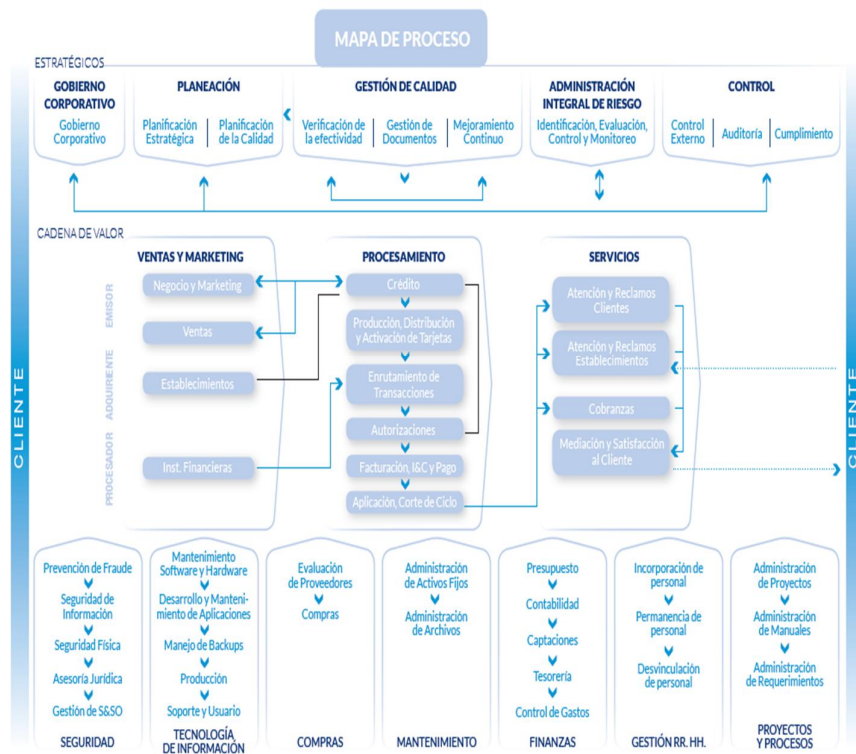 MAPA DE PROCESO
ESTRATÉGICOS
GOBIERNO
CORPORATIVO
Gobierno
Corporativo
PLANEACIÓN
Planificación
Estratégica
Planificación
de la Calidad
GESTIÓN DE CALIDAD
Verificación de
la efectividad
Gestión de
Documentos
Mejoramiento
Continuo
ADMINISTRACIÓN
INTEGRAL DE RIESGO
Identificación, Evaluación,
Control y Monitoreo
CONTROL
Control
Externo
Auditoría
Cumplimiento
CADENA DE VALOR
CLIENTE
EMISOR
ADQUIRIENTE
PROCESADOR
VENTAS Y MARKETING
Negocio y Marketing
Ventas
Establecimientos
Inst. Financieras
PROCESAMIENTO
Crédito
Producción, Distribución
y Activación de Tarjetas
Enrutamiento de
Transacciones
Autorizaciones
Facturación, I&C y Pago
Aplicación, Corte de Ciclo
SERVICIOS
Atención y Reclamos
Clientes
Atención y Reclamos
Establecimientos
Cobranzas
Mediación y Satisfacción
al Cliente
CLIENTE
Prevención de Fraude
Seguridad de
Información
Seguridad Física
Asesoría Jurídica
Gestión de S&SO
SEGURIDAD
Mantenimiento
Software y Hardware
Desarrollo y Manteni-
miento de Aplicaciones
Manejo de Backups
Producción
Soporte y Usuario
TECNOLOGÍA
DE INFORMACIÓN
Evaluación
de Proveedores
Compras
COMPRAS
Administración
de Activos Fijos
Administración
de Archivos
MANTENIMIENTO
Presupuesto
Contabilidad
Captaciones
Tesorería
Control de Gastos
FINANZAS
Incorporación de
personal
Permanencia de
personal
Desvinculación
de personal
GESTIÓN RR. HH.
Administración
de Proyectos
Administración
de Manuales
Administración
de Requerimientos
PROYECTOS
Y PROCESOS